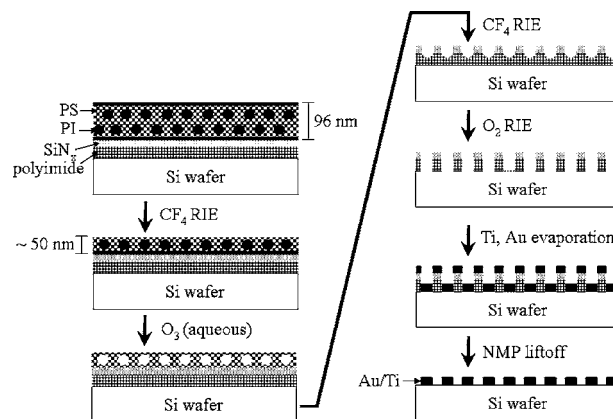 PS
PI
SiNx
polyimide
96 nm
Si wafer
CF4 RIE
~ 50 nm
Si wafer
O3 (aqueous)
Si wafer
CF4 RIE
Si wafer
O2 RIE
Si wafer
Ti, Au evaporation
Si wafer
NMP liftoff
Au/Ti
Si wafer